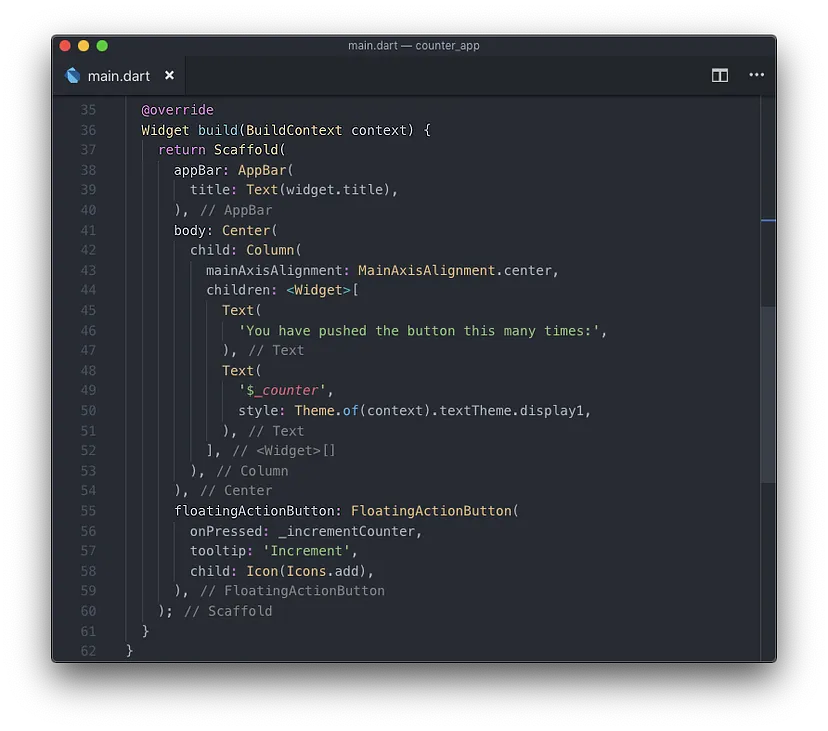 main.dart — counter_app
main.dart ×
35 @override
36 Widget build(BuildContext context) {
37 return Scaffold(
38 appBar: AppBar(
39 title: Text(widget.title),
40 ), // AppBar
41 body: Center(
42 child: Column(
43 mainAxisAlignment: MainAxisAlignment.center,
44 children: <Widget>[
45 Text(
46 'You have pushed the button this many times:',
47 ), // Text
48 Text(
49 '$_counter',
50 style: Theme.of(context).textTheme.display1,
51 ), // Text
52 ], // <Widget>[]
53 ), // Column
54 ), // Center
55 floatingActionButton: FloatingActionButton(
56 onPressed: _incrementCounter,
57 tooltip: 'Increment',
58 child: Icon(Icons.add),
59 ), // FloatingActionButton
60 ); // Scaffold
61 }
62 }